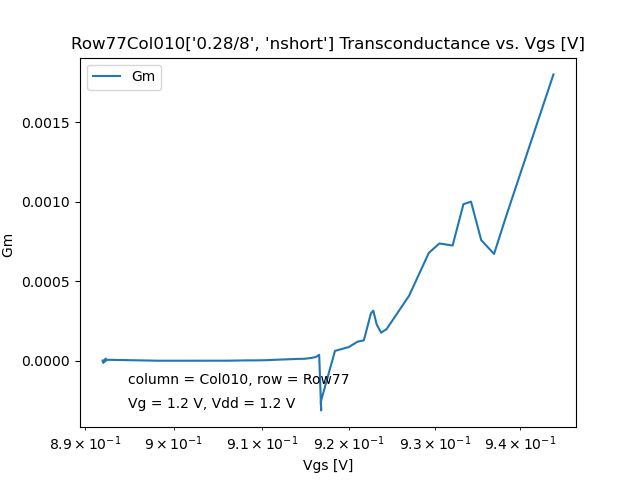 Row77Col010['0.28/8', 'nshort'] Transconductance vs. Vgs [V]
Gm
0.0015
0.0010
0.0005
0.0000
Gm
column = Col010, row = Row77
Vg = 1.2 V, Vdd = 1.2 V
8.9 × 10⁻¹ 9 × 10⁻¹ 9.1 × 10⁻¹ 9.2 × 10⁻¹ 9.3 × 10⁻¹ 9.4 × 10⁻¹
Vgs [V]